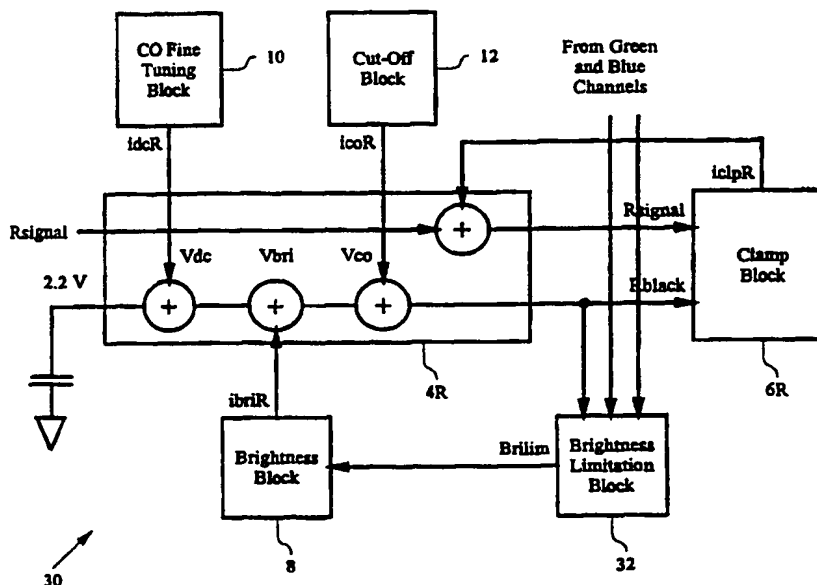 CO Fine
Tuning
Block
10
Cut-Off
Block
12
From Green
and Blue
Channels
idcR
icoR
iclpR
Rsignal
Rsignal
Vdc
Vbri
Vco
2.2 V
Rblack
Clamp
Block
4R
6R
ibriR
Brightness
Block
Brilim
Brightness
Limitation
Block
8
32
30